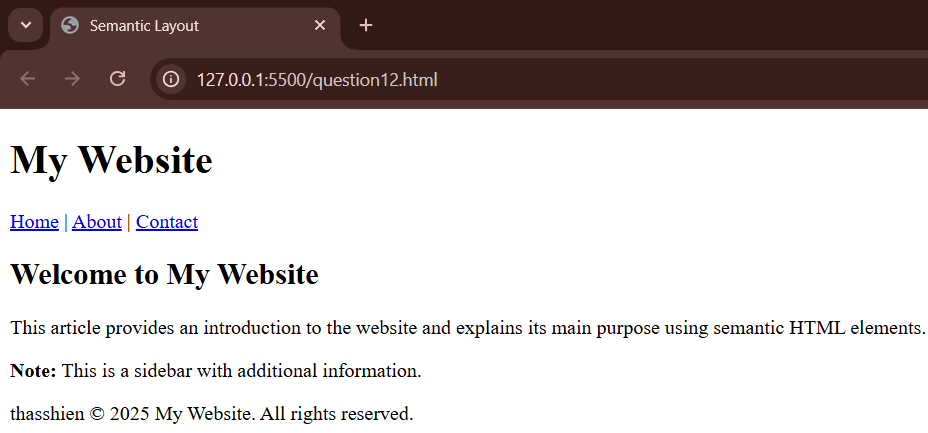 Semantic Layout
127.0.0.1:5500/question12.html
My Website
Home | About | Contact
Welcome to My Website
This article provides an introduction to the website and explains its main purpose using semantic HTML elements.
Note: This is a sidebar with additional information.
thasshien © 2025 My Website. All rights reserved.